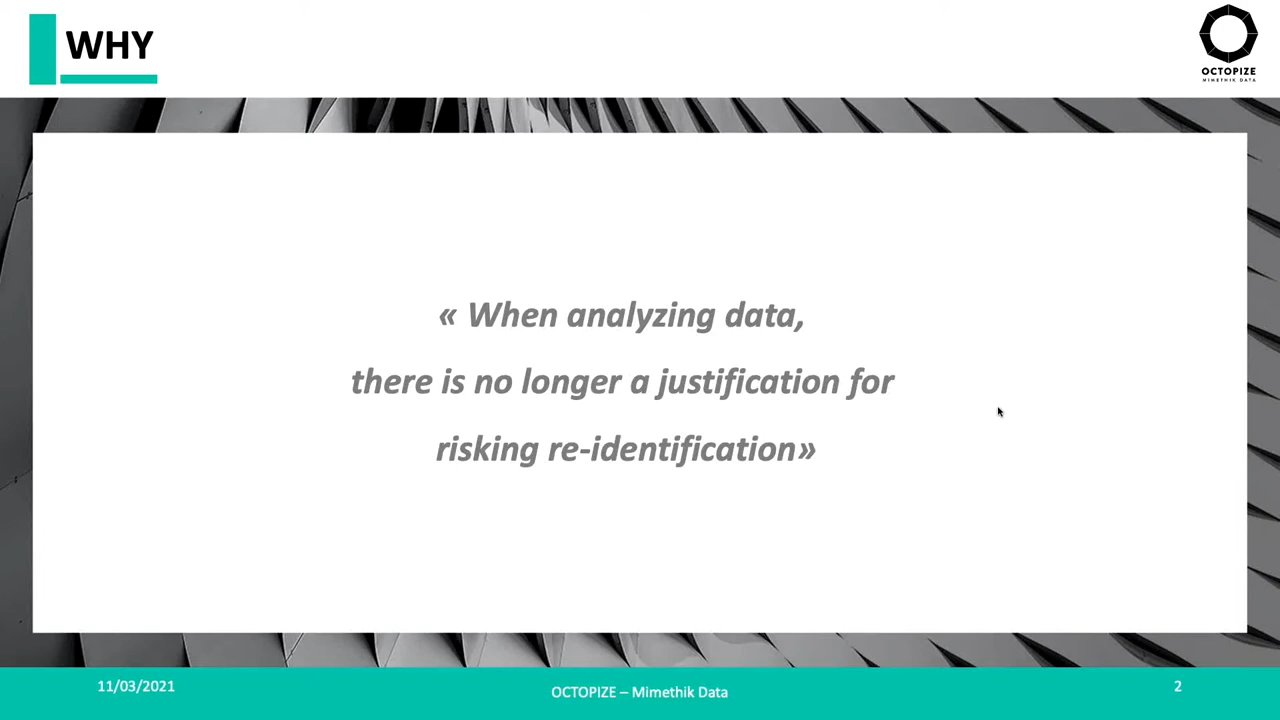 WHY
OCTOPIZE
MIMETHIK DATA
« When analyzing data,
there is no longer a justification for
risking re-identification»
11/03/2021
OCTOPIZE – Mimethik Data
2